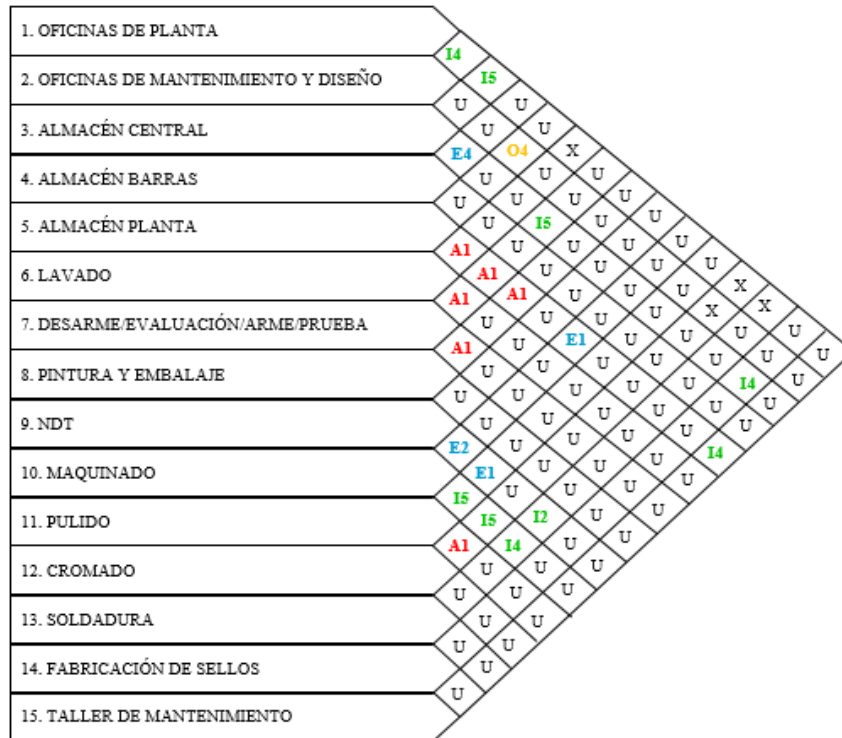 1. OFICINAS DE PLANTA
I4
2. OFICINAS DE MANTENIMIENTO Y DISEÑO I5
U U
3. ALMACÉN CENTRAL U U
E4 O4 X
4. ALMACÉN BARRAS U U U
U U U U
5. ALMACÉN PLANTA U I5 U U
A1 U U U U
6. LAVADO A1 U U U U
A1 A1 U U U X
7. DESARME/EVALUACIÓN/ARME/PRUEBA U U U U X X
A1 U E1 U U U U
8. PINTURA Y EMBALAJE U U U U U U U
U U U U U I4 U
9. NDT U U U U U U
E2 U U U U U
10. MAQUINADO E1 U U U I4
I5 U U U U
11. PULIDO I5 I2 U U
A1 I4 U U
12. CROMADO U U U
U U U
13. SOLDADURA U U
U U
14. FABRICACIÓN DE SELLOS U
U
15. TALLER DE MANTENIMIENTO